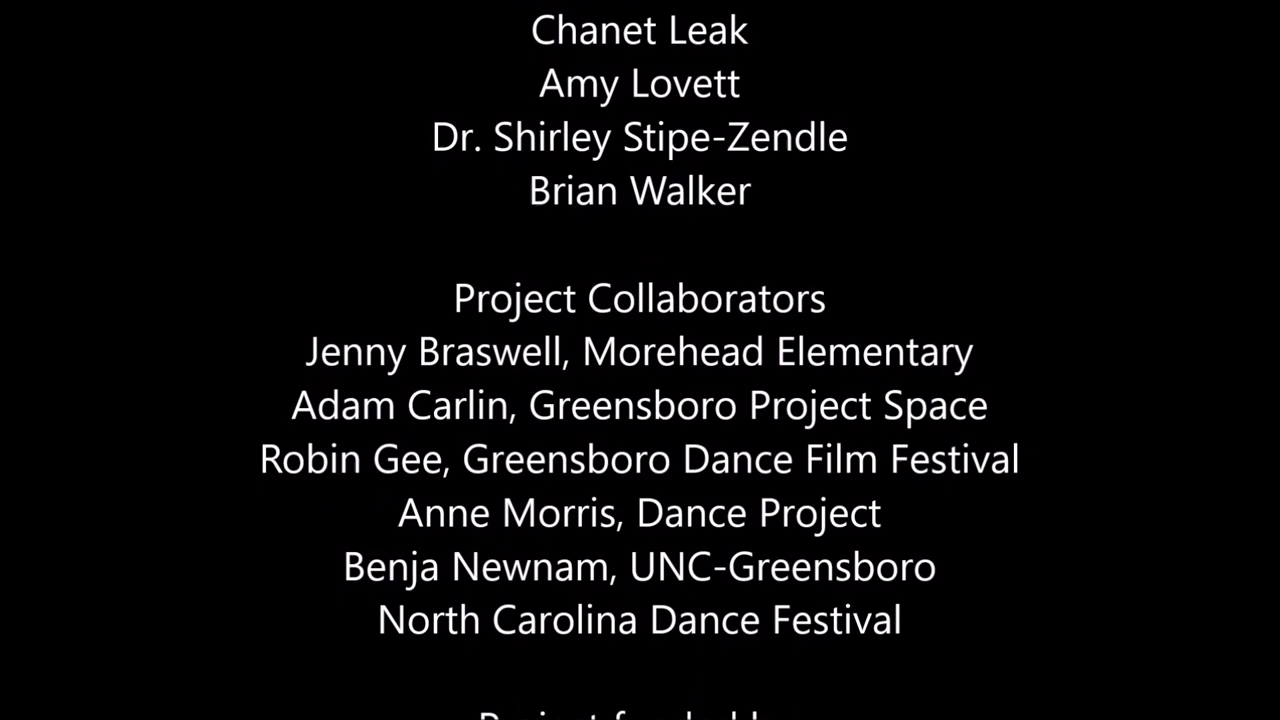 Chanet Leak
Amy Lovett
Dr. Shirley Stipe-Zendle
Brian Walker
Project Collaborators
Jenny Braswell, Morehead Elementary
Adam Carlin, Greensboro Project Space
Robin Gee, Greensboro Dance Film Festival
Anne Morris, Dance Project
Benja Newnam, UNC-Greensboro
North Carolina Dance Festival
Project